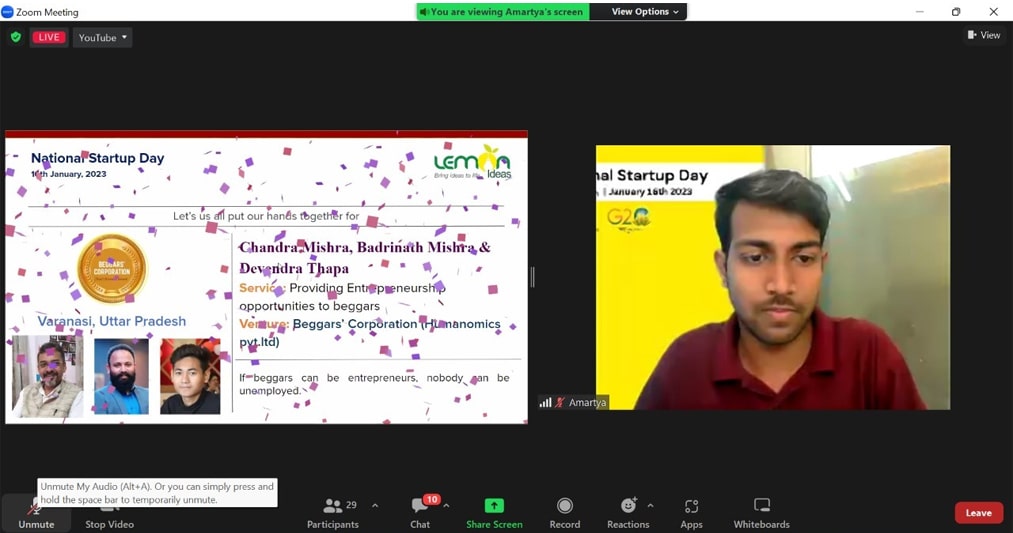 Zoom Meeting
You are viewing Amartya's screen
View Options
LIVE
YouTube
View
National Startup Day
16th January, 2023
LEMON
Bring ideas to life
Ideas
Let's us all put our hands together for
BEGGARS'
CORPORATION
Chandra Mishra, Badrinath Mishra &
Devendra Thapa
Service: Providing Entrepreneurship
opportunities to beggars
Venture: Beggars' Corporation (Humanomics
pvt.ltd)
Varanasi, Uttar Pradesh
If beggars can be entrepreneurs, nobody can be
unemployed.
nal Startup Day
| January 16th 2023
G20
Amartya
Unmute My Audio (Alt+A). Or you can simply press and
hold the space bar to temporarily unmute.
Unmute
Stop Video
29
Participants
10
Chat
Share Screen
Record
Reactions
Apps
Whiteboards
Leave